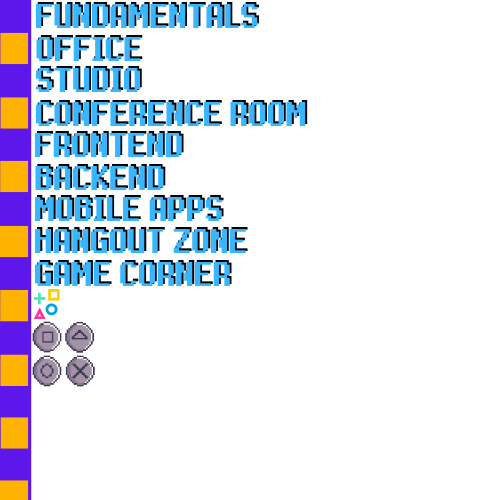 FUNDAMENTALS
OFFICE
STUDIO
CONFERENCE ROOM
FRONTEND
BACKEND
MOBILE APPS
HANGOUT ZONE
GAME CORNER